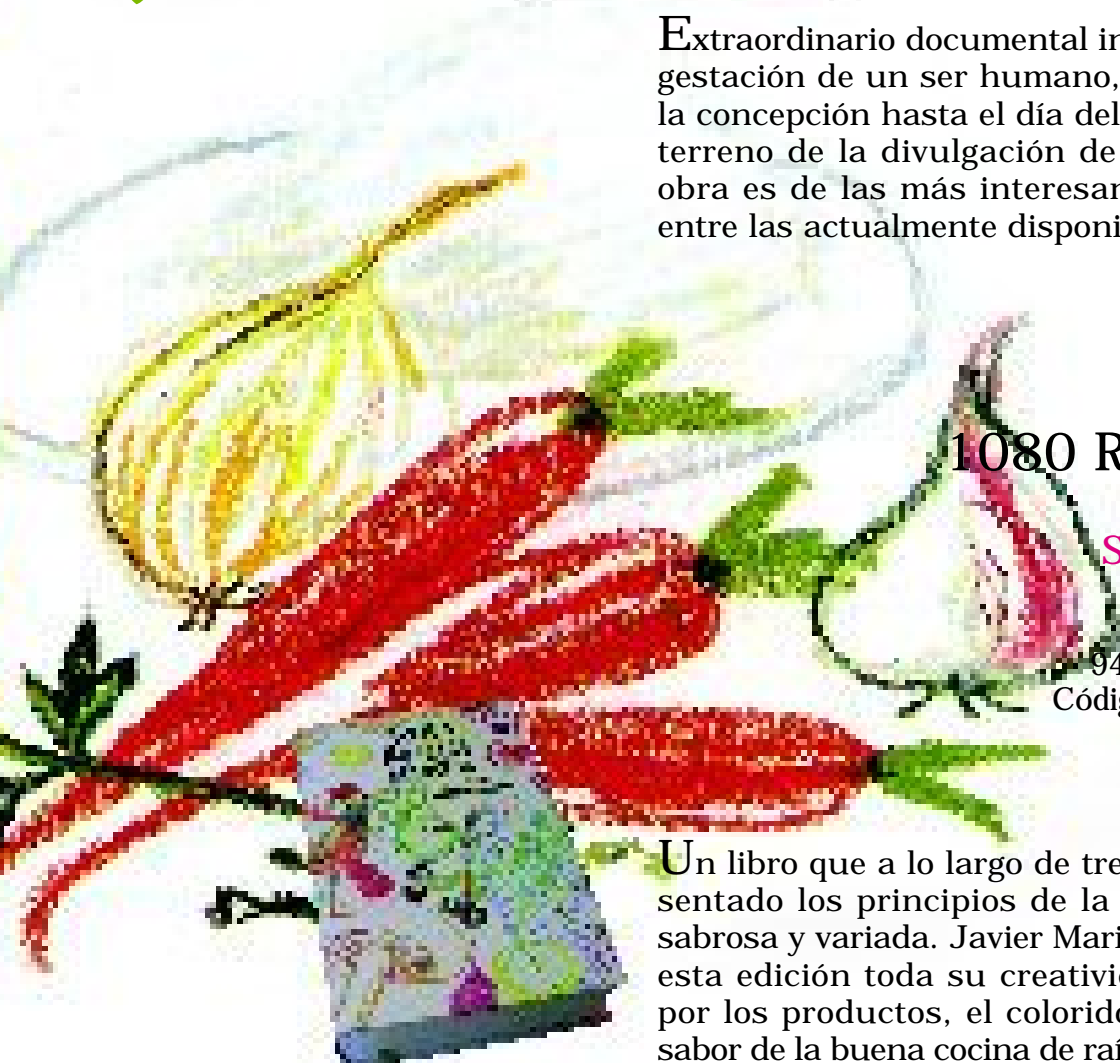 Extraordinario documental in
gestación de un ser humano,
la concepción hasta el día del
terreno de la divulgación de
obra es de las más interesan
entre las actualmente disponi
1080 R
S
94
Códig
Un libro que a lo largo de tre
sentado los principios de la
sabrosa y variada. Javier Mari
esta edición toda su creativid
por los productos, el colorido
sabor de la buena cocina de raí